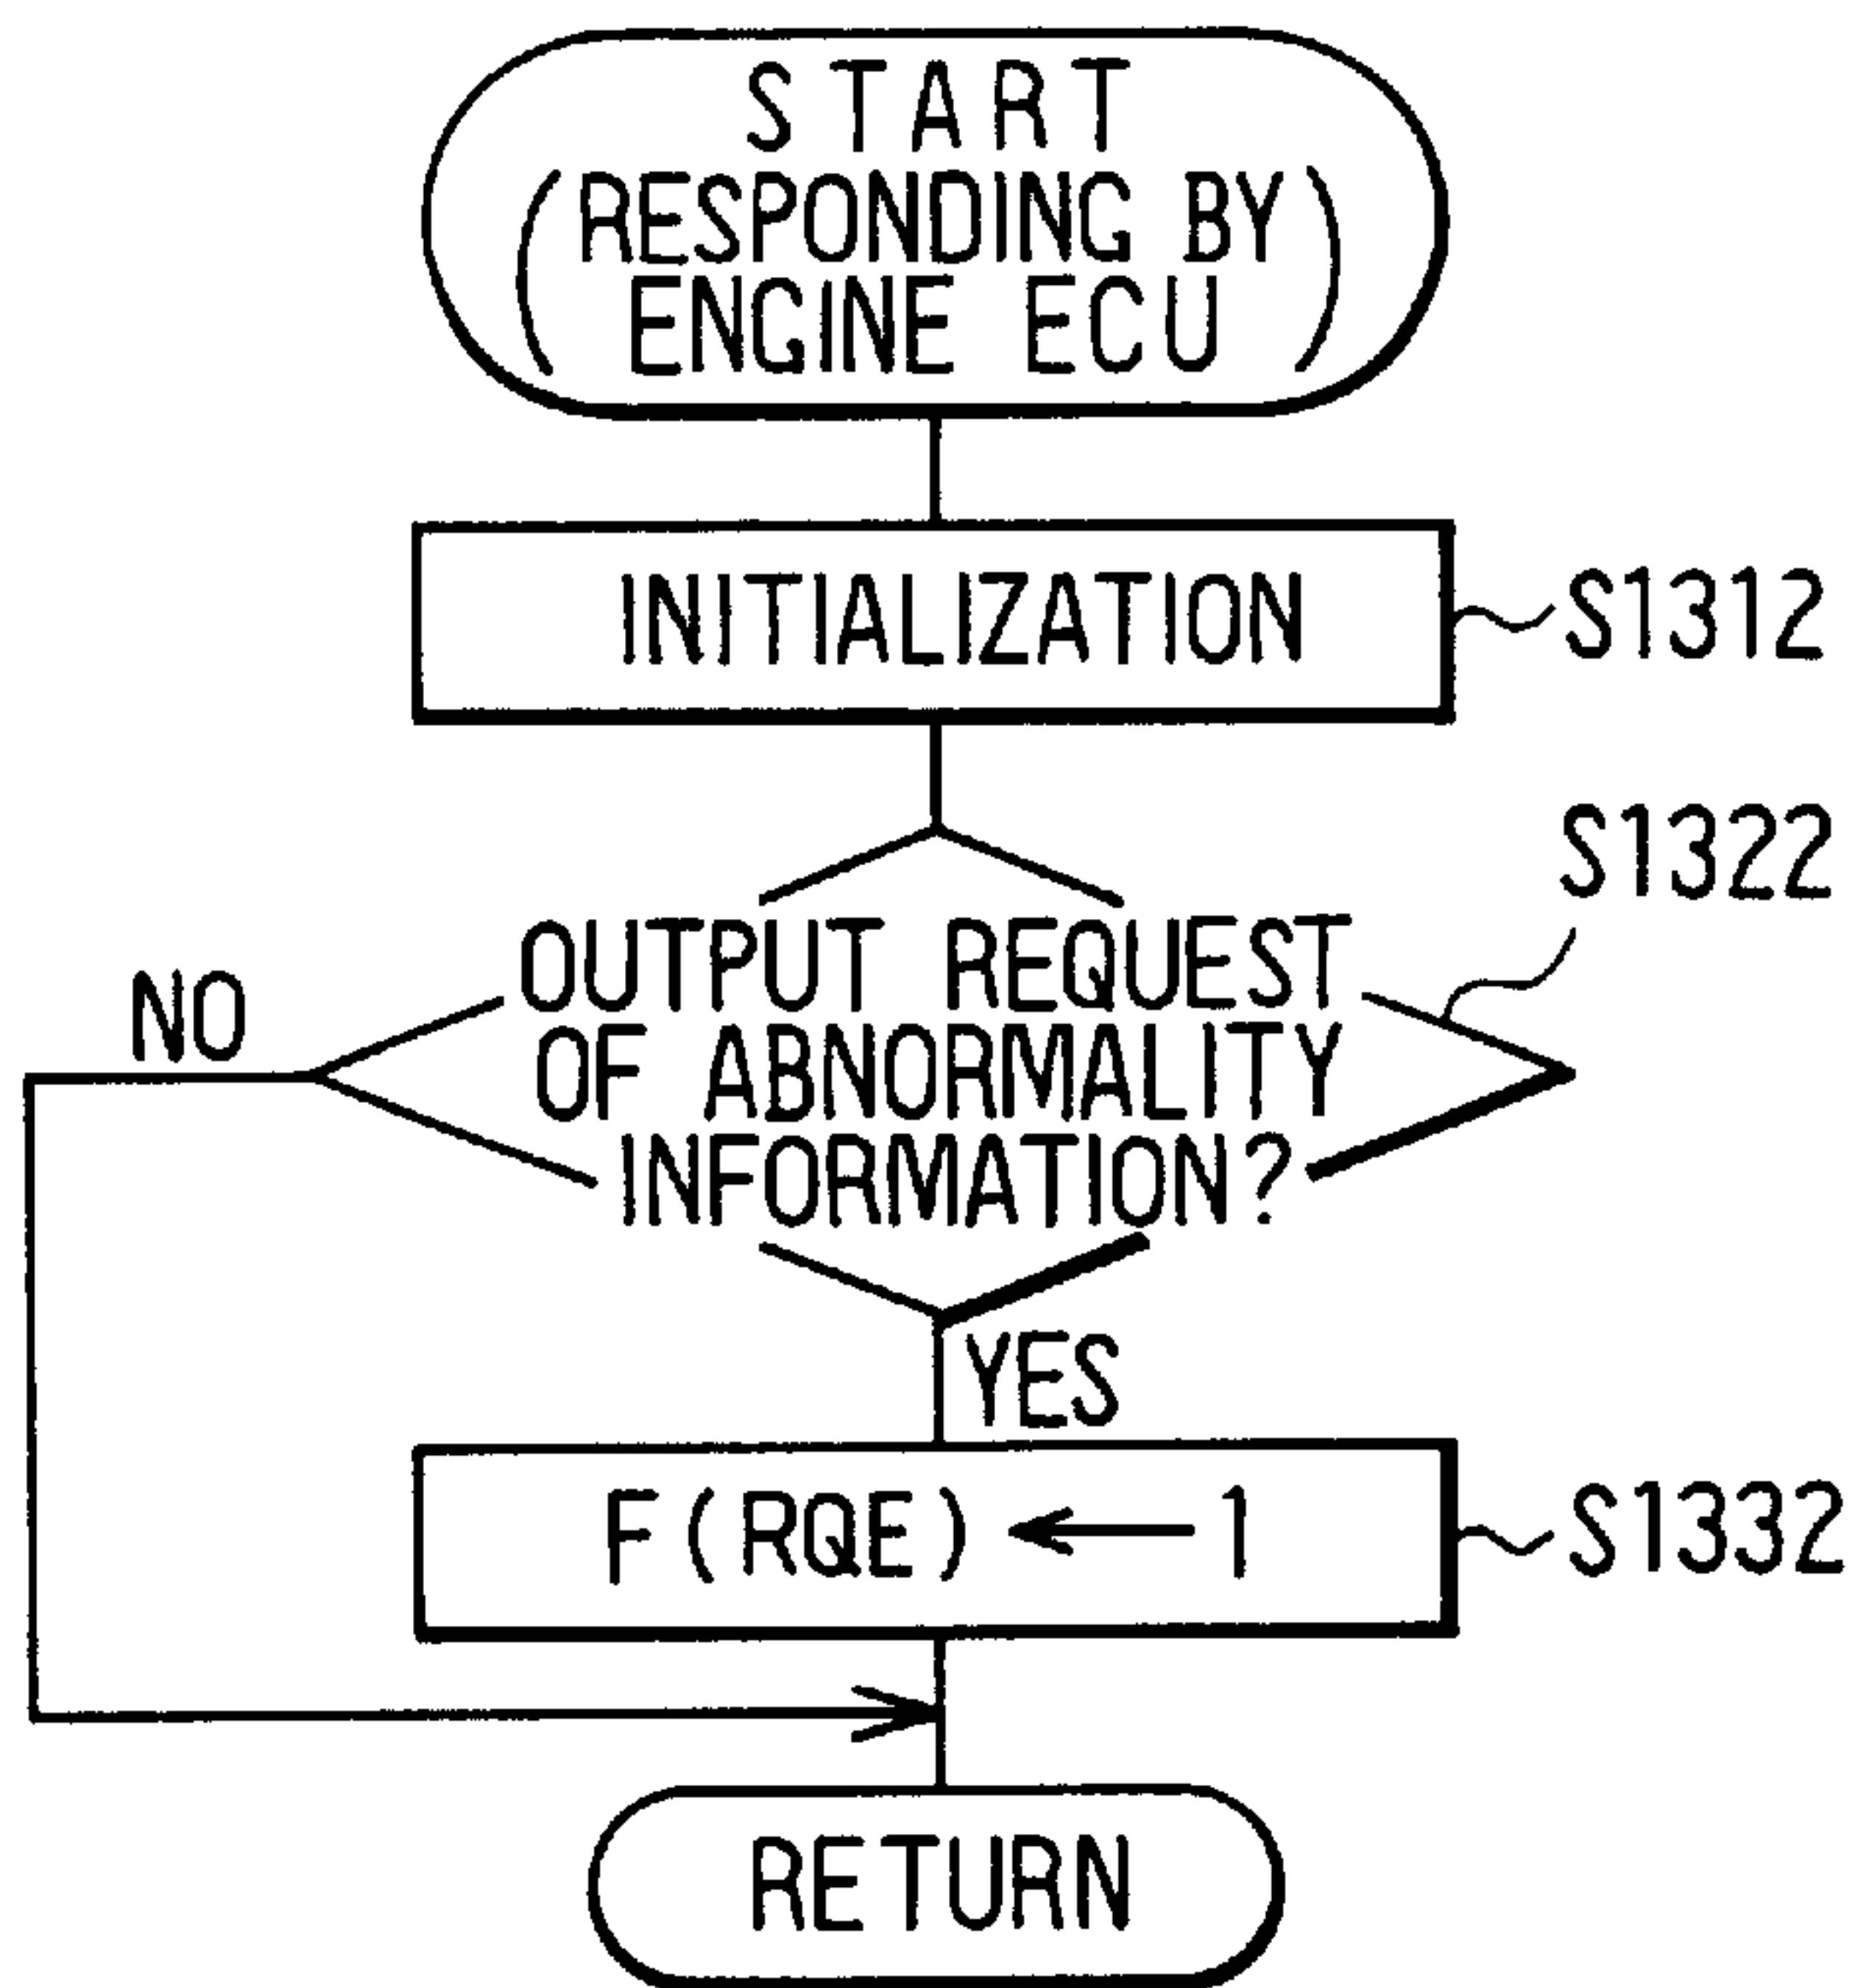 START
(RESPONDING BY
ENGINE ECU)
INITIALIZATION
S1312
S1322
OUTPUT REQUEST
OF ABNORMALITY
INFORMATION?
NO
YES
F(RQE) ← 1
S1332
RETURN